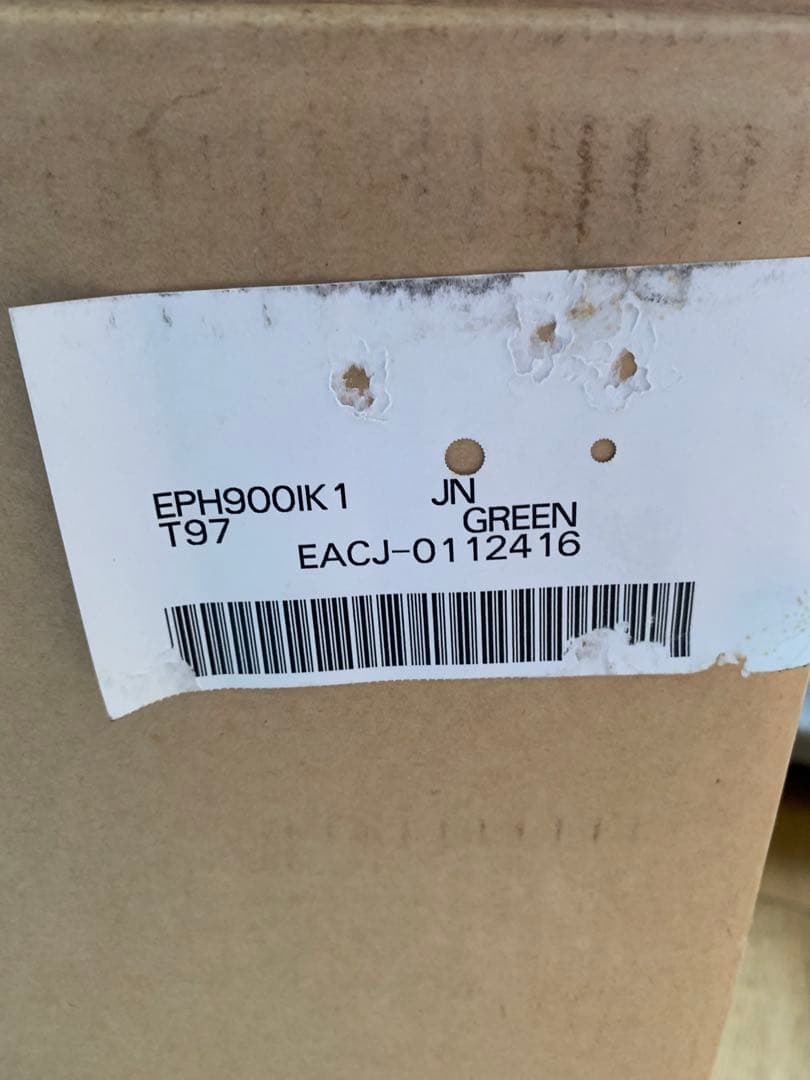 EPH900IK1 JN
T97 GREEN
EACJ-0112416